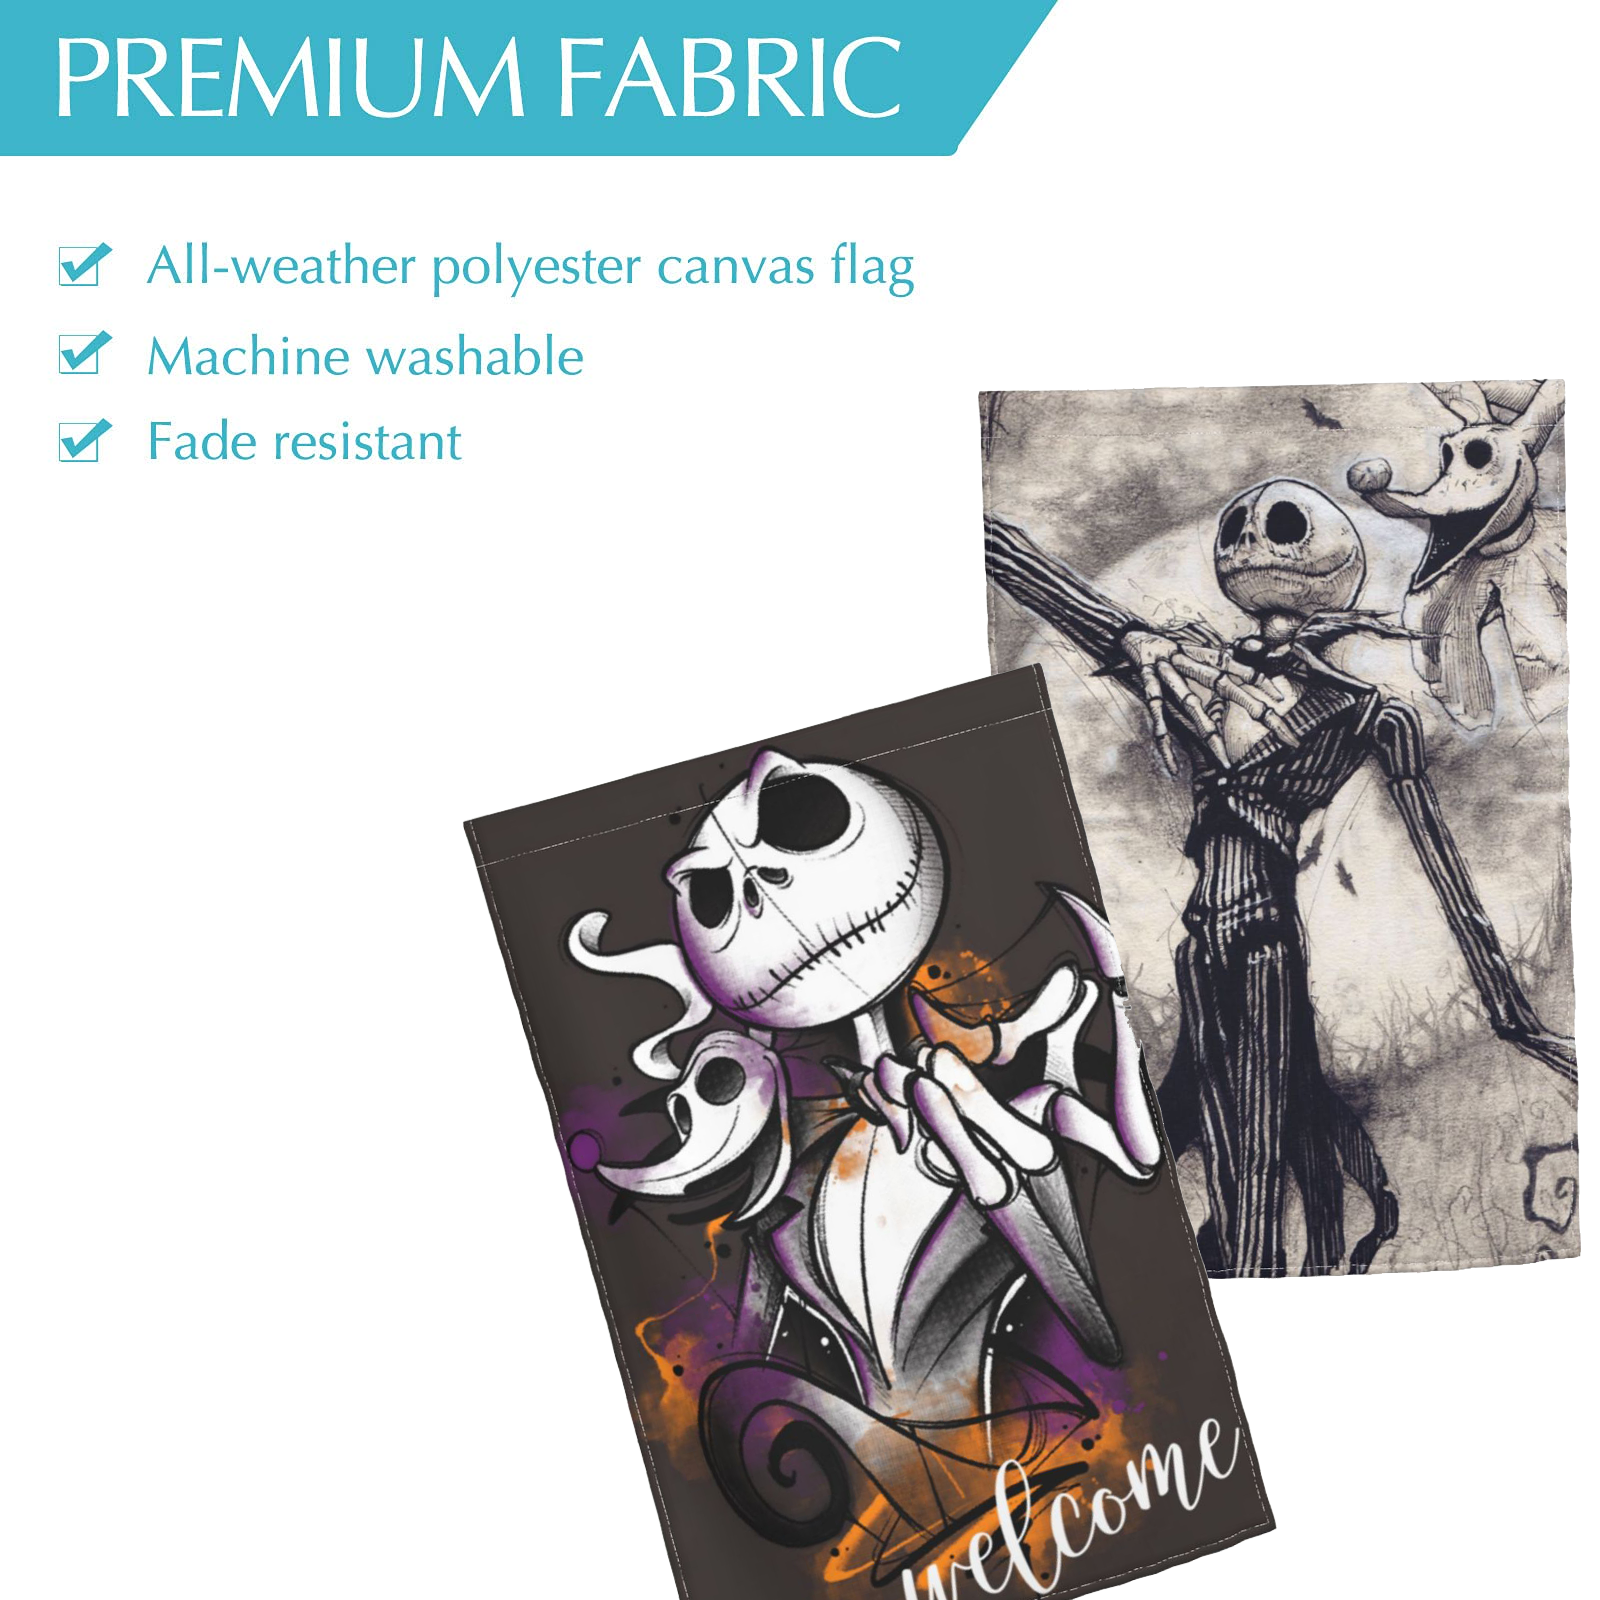 PREMIUM FABRIC
All-weather polyester canvas flag
Machine washable
Fade resistant
welcome